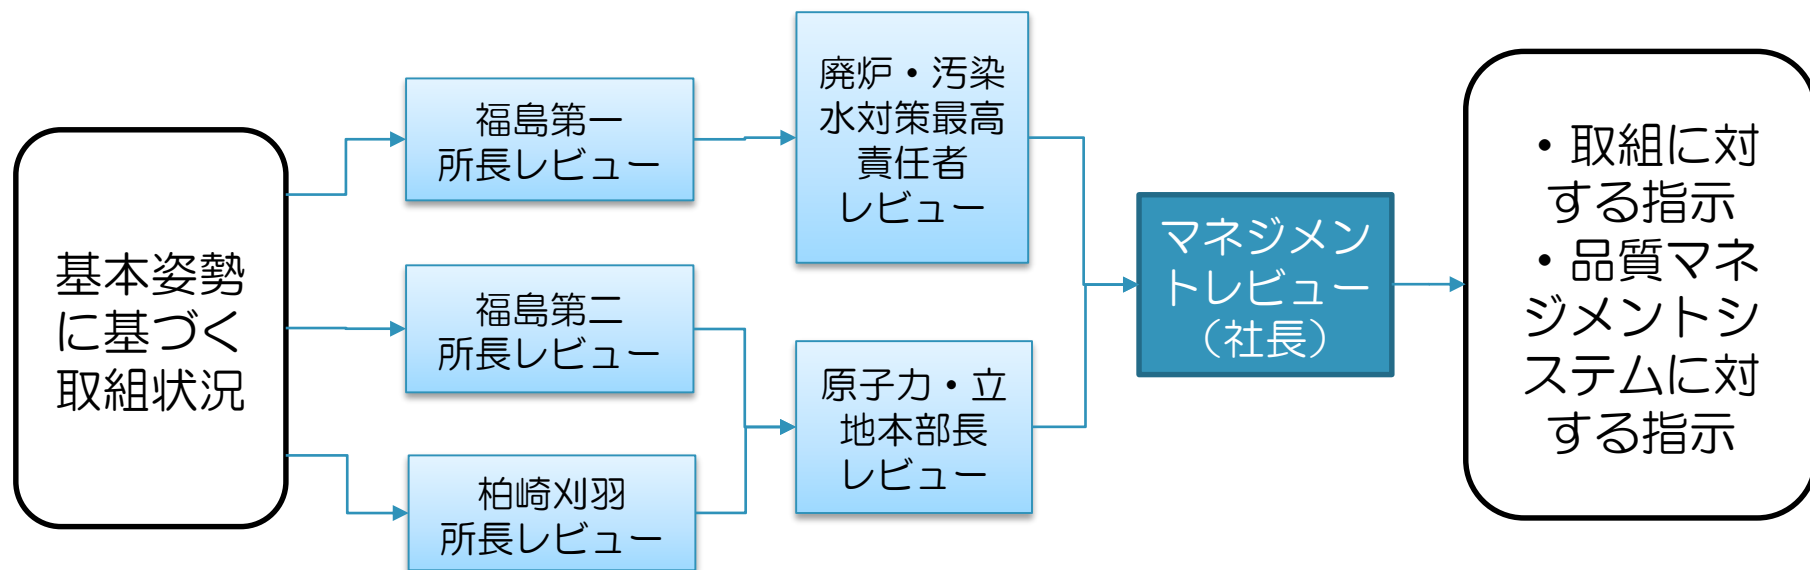 基本姿勢
に基づく
取組状況
福島第一
所長レビュー
福島第二
所長レビュー
柏崎刈羽
所長レビュー
廃炉・汚染
水対策最高
責任者
レビュー
原子力・立
地本部長
レビュー
マネジメン
トレビュー
（社長）
・取組に対
する指示
・品質マネ
ジメントシ
ステムに対
する指示